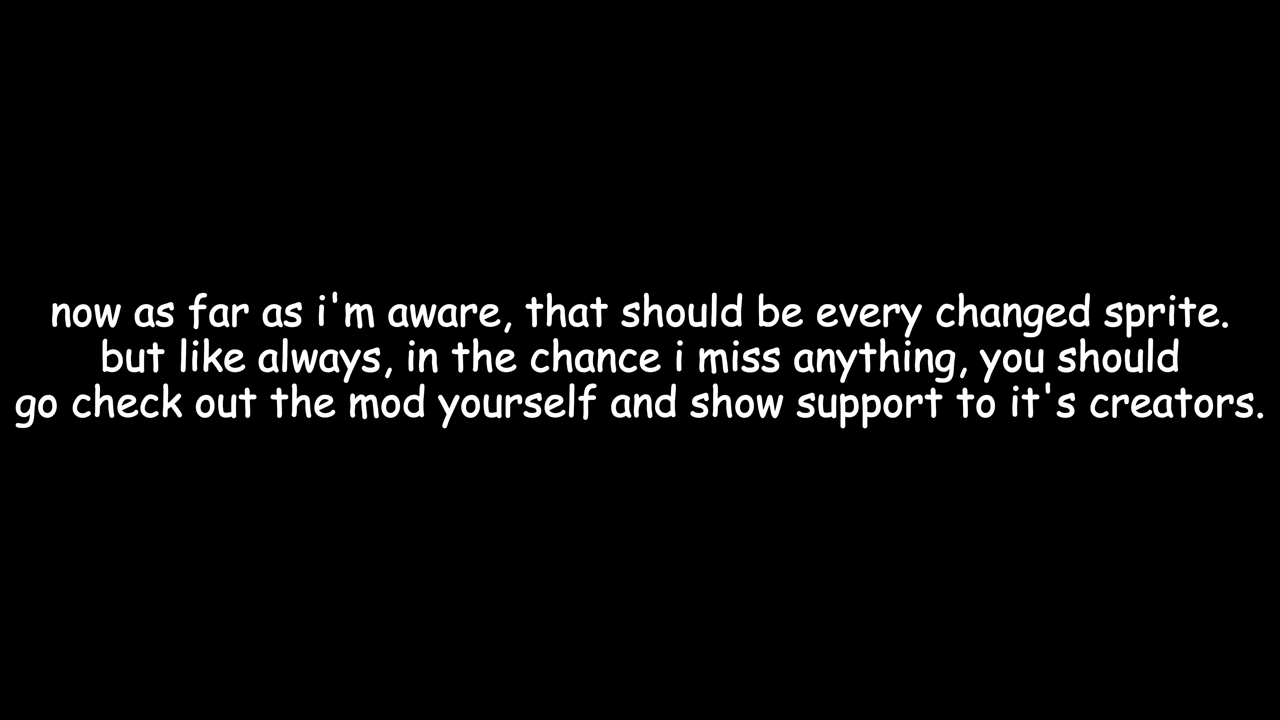 now as far as i'm aware, that should be every changed sprite.
but like always, in the chance i miss anything, you should
go check out the mod yourself and show support to it's creators.